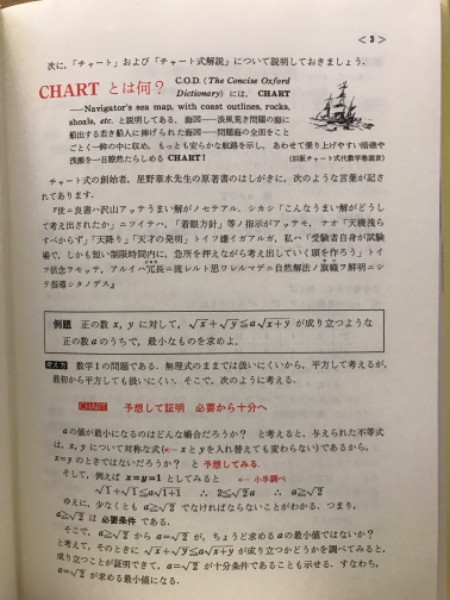 ＜3＞
次に，「チャート」および「チャート式解説」について説明しておきましょう．
CHART とは何？ C.O.D. (The Concise Oxford
Dictionary) には，CHART
——Navigator's sea map, with coast outlines, rocks,
shoals, etc. と説明してある．海図——浪風荒き問題の海に
船出する若き船人に捧げられた海図——問題海の全面をこと
ごとく一眸の中に収め，もっとも安らかな航路を示し，あわせて乗り上げやすい暗礁や
浅瀬を一目瞭然たらしめる CHART！ (旧版チャート式代数学巻頭言)
チャート式の創始者，星野華水先生の原著書のはしがきに，次のような言葉が記さ
れてあります．
『世ニ良書ハ沢山アッテうまい解がノセテアル，シカシ「こんなうまい解がどうし
て考え出されたか」ニツイテハ，「着眼方針」等ノ指示がアッテモ，ナオ「天機洩ら
すべからず」，「天降り」，「天才の発明」トイフ嫌イガアルガ，私ハ「受験者自身が試験
場で，しかも短い制限時間内に，急所を押えながら考え出していく頭を作ろう」トイ
フ信念ヲモッテ，アルイハ冗長ニ流レルト思ワレルマデニ自然解法ノ旗幟ヲ鮮明ニシ
テ指導シタノデス』
例題 正の数 x, y に対して，√x+√y≦a√x+y が成り立つような
正の数 a のうちで，最小なものを求めよ．
考え方 数学Ⅰの問題である．無理式のままでは扱いにくいから，平方して考えるが，
最初から平方しても扱いにくい．そこで，次のように考える．
CHART 予想して証明 必要から十分へ
a の値が最小になるのはどんな場合だろうか？ と考えると，与えられた不等式
は，x, y について対称な式(← x と y を入れ替えても変わらない)であるから，
x=y のときではないだろうか？ と 予想してみる．
そして，例えば x=y=1 としてみると ← 小手調べ
√1+√1≦a√1+1 ∴ 2≦√2a ∴ a≧√2
ゆえに，少なくとも a≧√2 でなければならないことがわかる．つまり，
a≧√2 は 必要条件 である．
そこで，a≧√2 から a=√2 が，ちょうど求める a の最小値ではないか？
と考えて，そのときに √x+√y≦a√x+y が成り立つかどうかを調べてみると，
成り立つことが証明できて，a=√2 が十分条件であることも示せる．すなわち，
a=√2 が求める最小値になる．